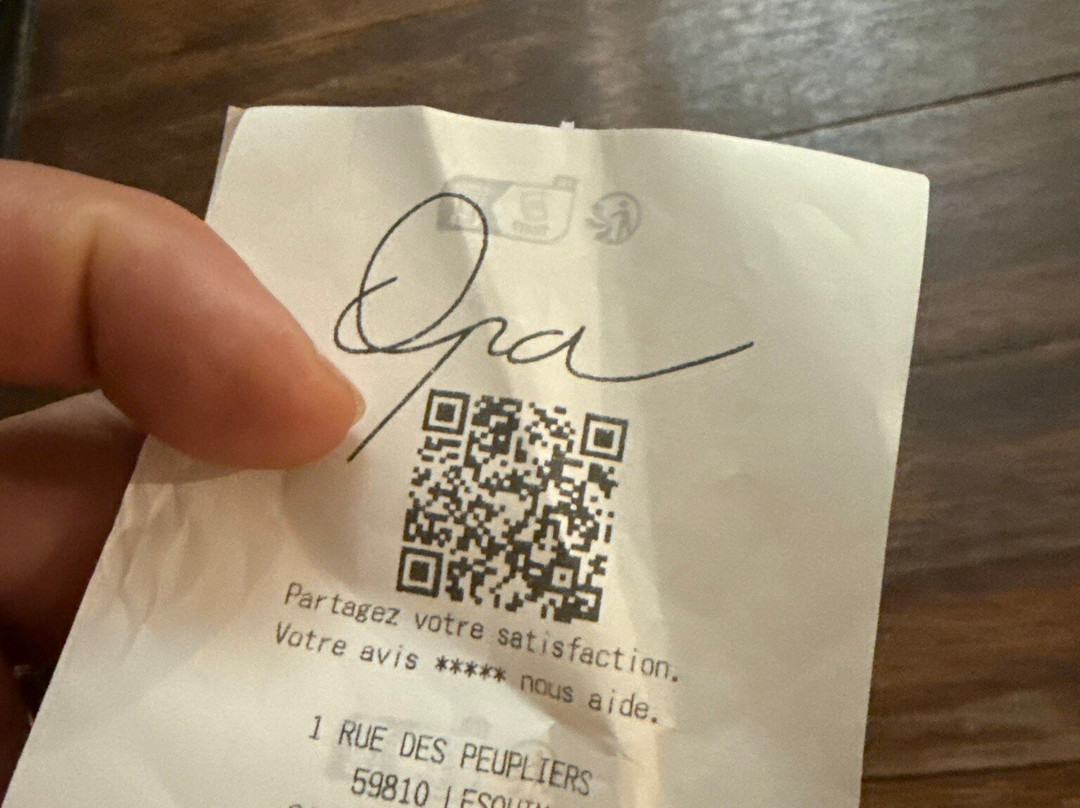 Opa
Partagez votre satisfaction.
Votre avis ***** nous aide.
1 RUE DES PEUPLIERS
59810